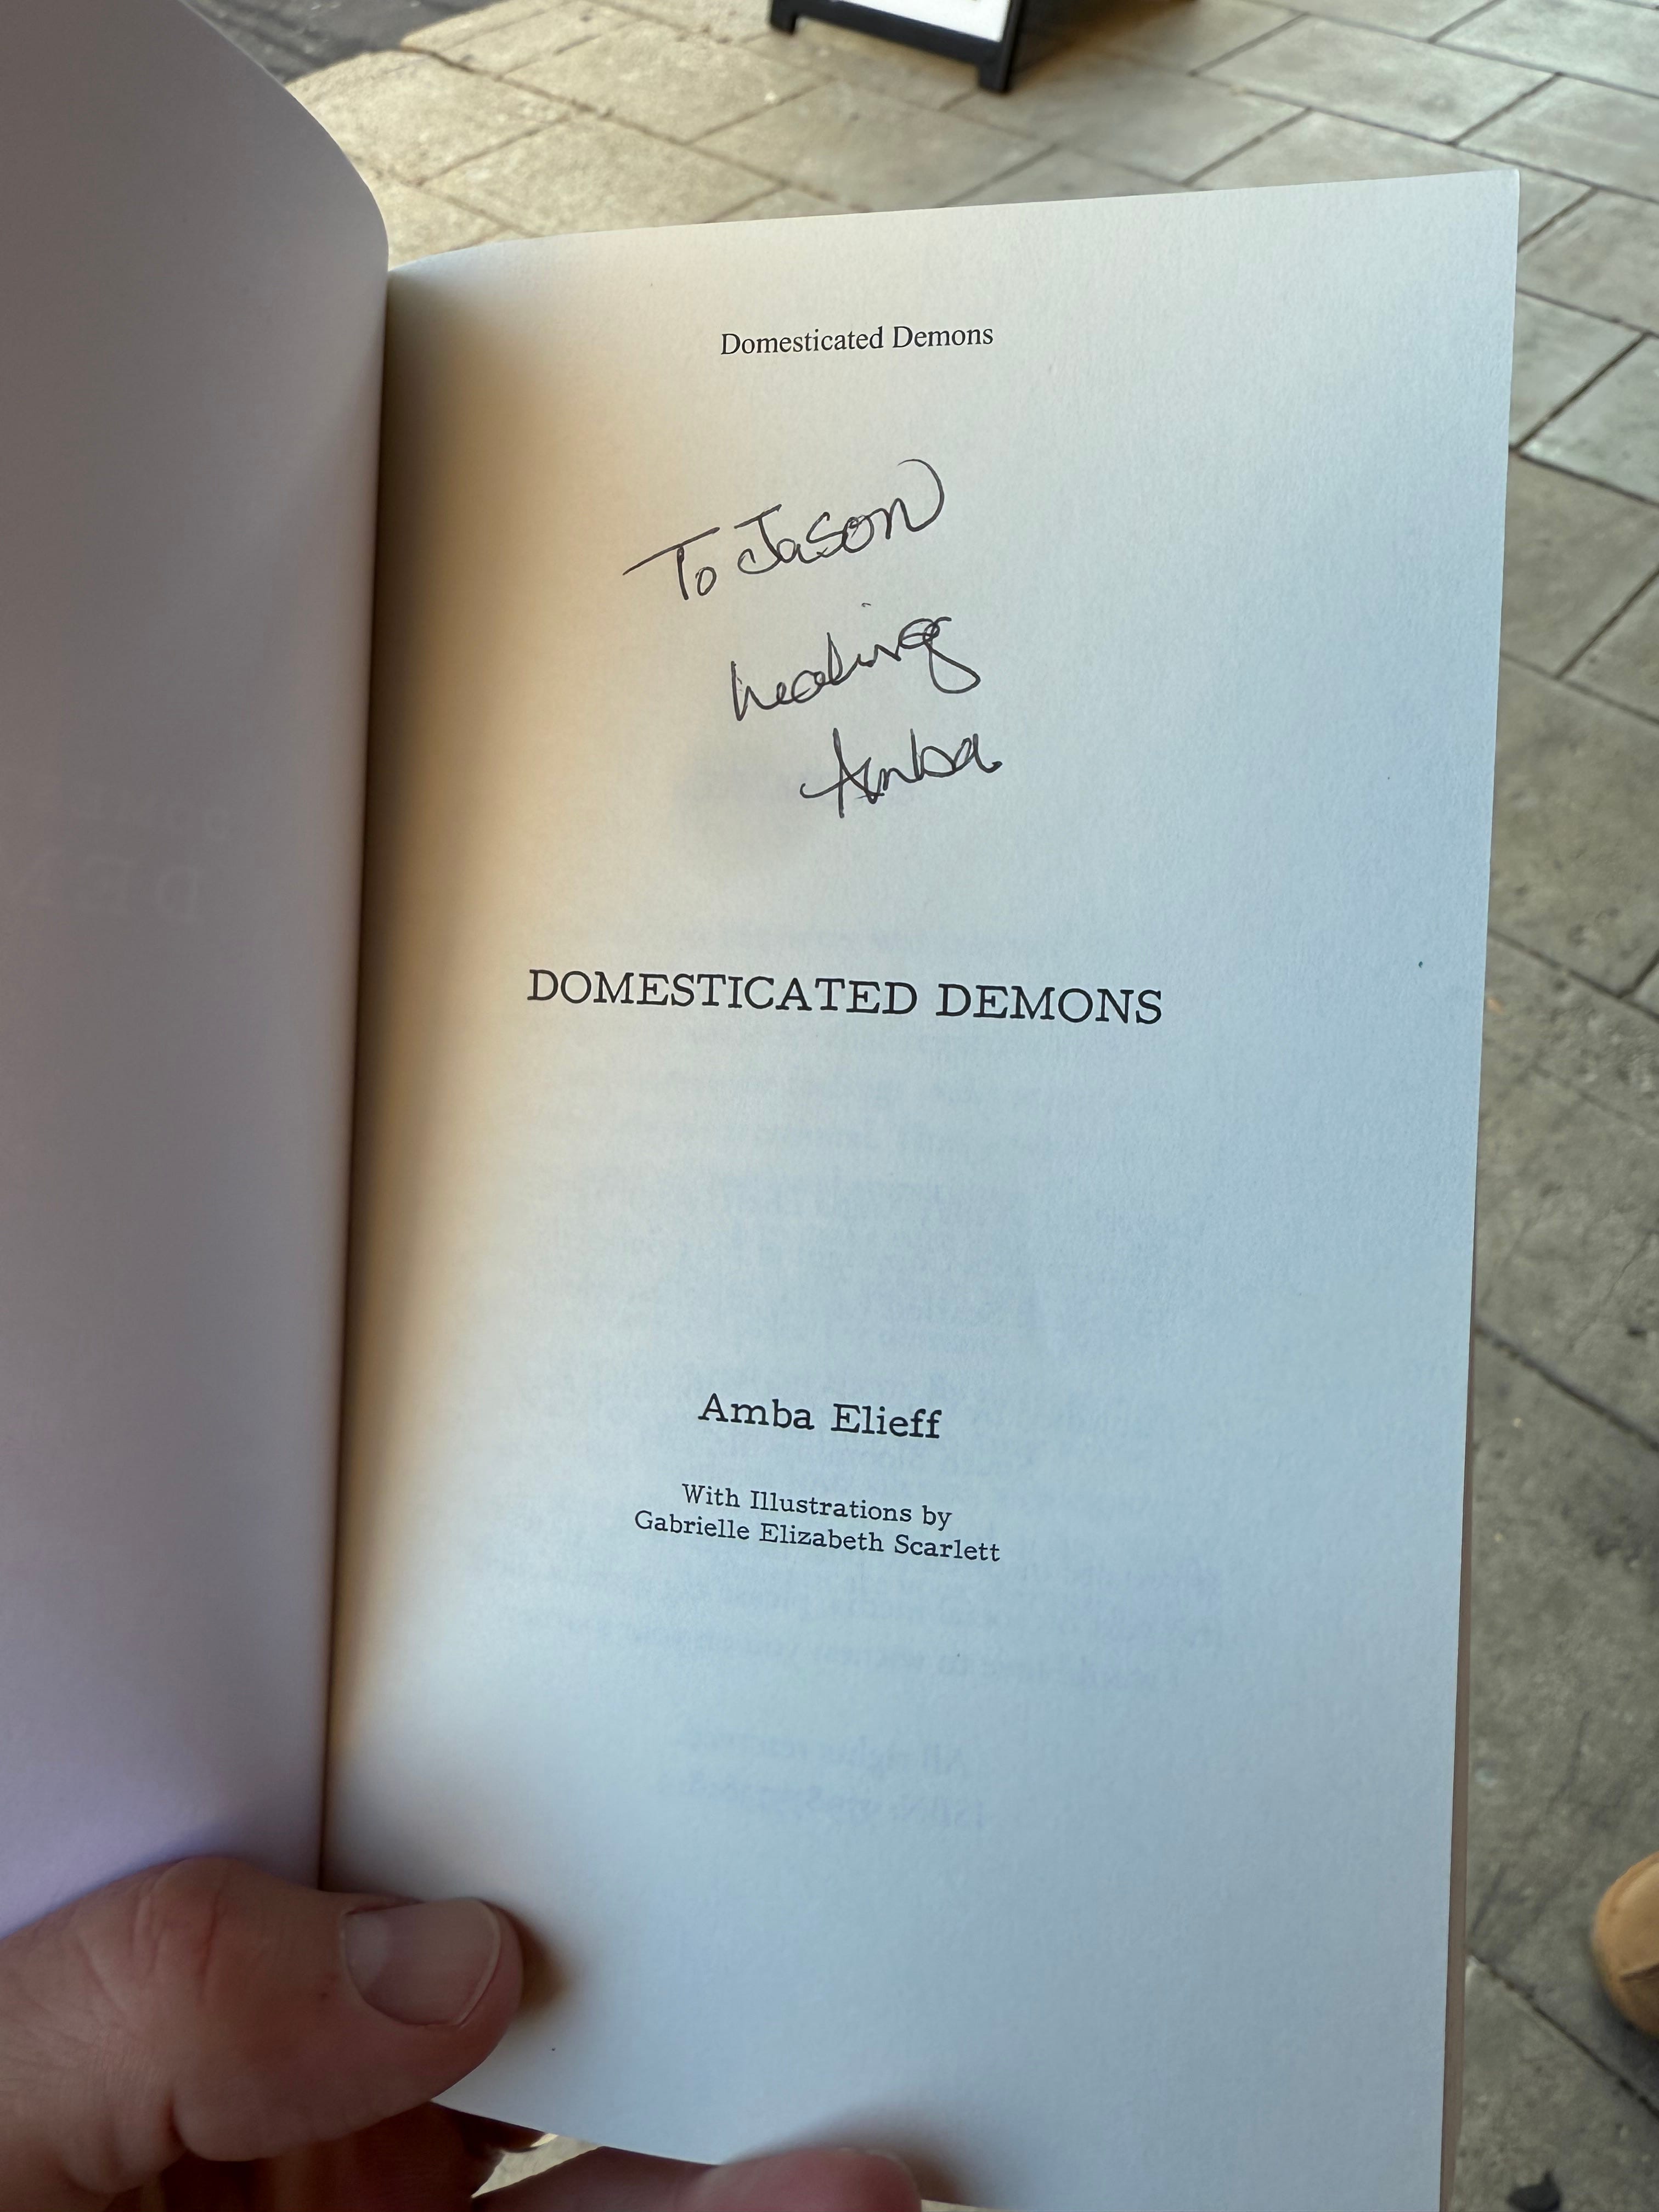 Domesticated Demons
To Jason
healing
Amba
DOMESTICATED DEMONS
Amba Elieff
With Illustrations by
Gabrielle Elizabeth Scarlett